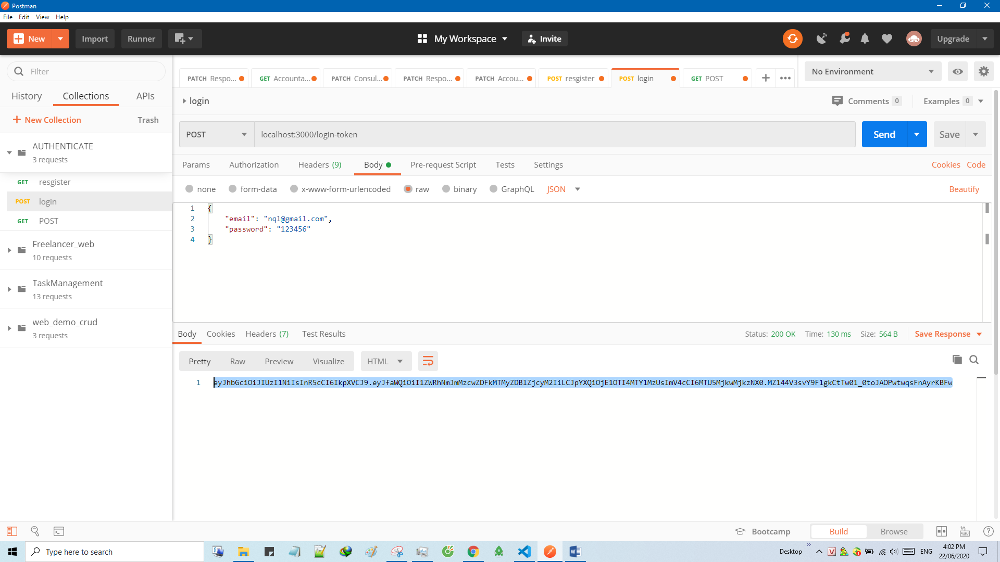 Postman
File Edit View Help
New Import Runner My Workspace Invite Upgrade
Filter
History Collections APIs
New Collection Trash
AUTHENTICATE
3 requests
GET resgister
POST login
GET POST
Freelancer_web
10 requests
TaskManagement
13 requests
web_demo_crud
3 requests
PATCH Respo... GET Accounta... PATCH Consul... PATCH Respo... PATCH Accou... POST resgister POST login GET POST
No Environment
login
Comments 0 Examples 0
POST localhost:3000/login-token Send Save
Params Authorization Headers (9) Body Pre-request Script Tests Settings Cookies Code
none form-data x-www-form-urlencoded raw binary GraphQL JSON Beautify
1 {
2 "email": "nql@gmail.com",
3 "password": "123456"
4 }
Body Cookies Headers (7) Test Results Status: 200 OK Time: 130 ms Size: 564 B Save Response
Pretty Raw Preview Visualize HTML
1 eyJhbGciOiJIUzI1NiIsInR5cCI6IkpXVCJ9.eyJfaWQiOiI1ZWRhNmJmMzcwZDFkMTMyZDBlZjcyM2IiLCJpYXQiOjE1OTI4MTY1MzUsImV4cCI6MTU5MjkwMjkzNX0.MZ144V3svY9F1gkCtTw01_0toJAOPwtwqsFnAyrKBFw
Bootcamp Build Browse
Type here to search
Desktop ENG
4:02 PM
22/06/2020